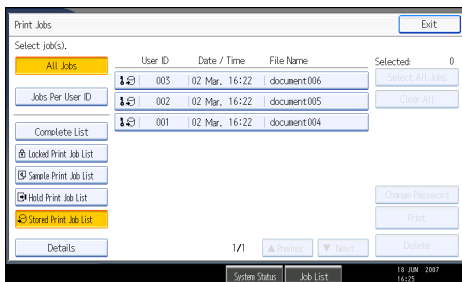 Print Jobs
Exit
Select job(s).
All Jobs
User ID
Date / Time
File Name
Selected: 0
003 02 Mar. 16:22 document006
Select All Jobs
Jobs Per User ID
002 02 Mar. 16:22 document005
Clear All
001 02 Mar. 16:22 document004
Complete List
Locked Print Job List
Sample Print Job List
Hold Print Job List
Change Password
Stored Print Job List
Print
Details
1/1
▲ Previous
▼ Next
Delete
System Status
Job List
18 JUN 2007
16:25